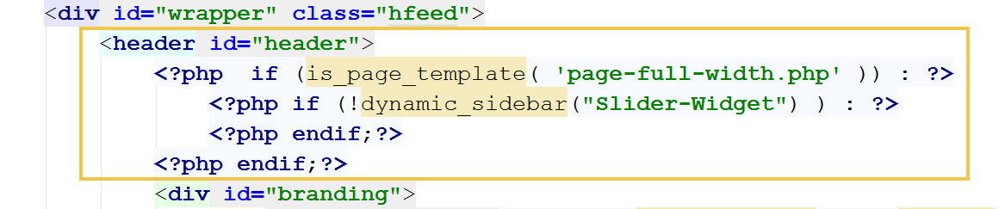 <div id="wrapper" class="hfeed">
<header id="header">
<?php  if (is_page_template( 'page-full-width.php' )) : ?>
<?php if (!dynamic_sidebar("Slider-Widget") ) : ?>
<?php endif;?>
<?php endif;?>
<div id="branding">